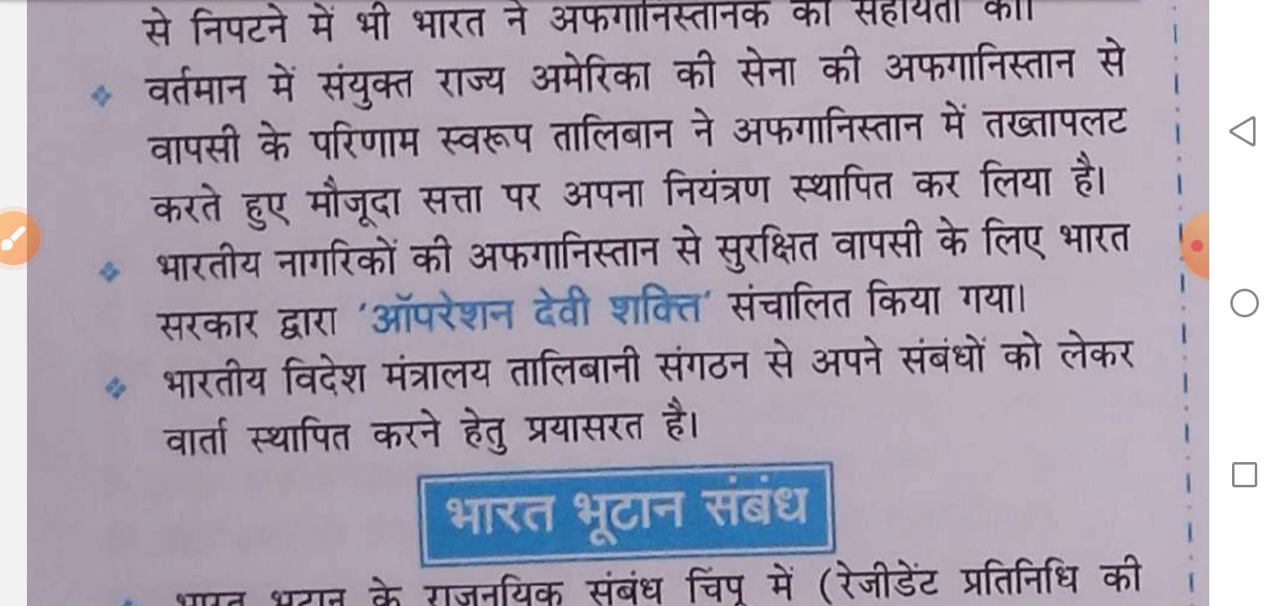 से निपटने में भी भारत ने अफगानिस्तानक की सहायता की।
वर्तमान में संयुक्त राज्य अमेरिका की सेना की अफगानिस्तान से
वापसी के परिणाम स्वरूप तालिबान ने अफगानिस्तान में तख्तापलट
करते हुए मौजूदा सत्ता पर अपना नियंत्रण स्थापित कर लिया है।
भारतीय नागरिकों की अफगानिस्तान से सुरक्षित वापसी के लिए भारत
सरकार द्वारा 'ऑपरेशन देवी शक्ति' संचालित किया गया।
भारतीय विदेश मंत्रालय तालिबानी संगठन से अपने संबंधों को लेकर
वार्ता स्थापित करने हेतु प्रयासरत है।
भारत भूटान संबंध
भारत भूटान के राजनयिक संबंध चिंपू में (रेजीडेंट प्रतिनिधि की